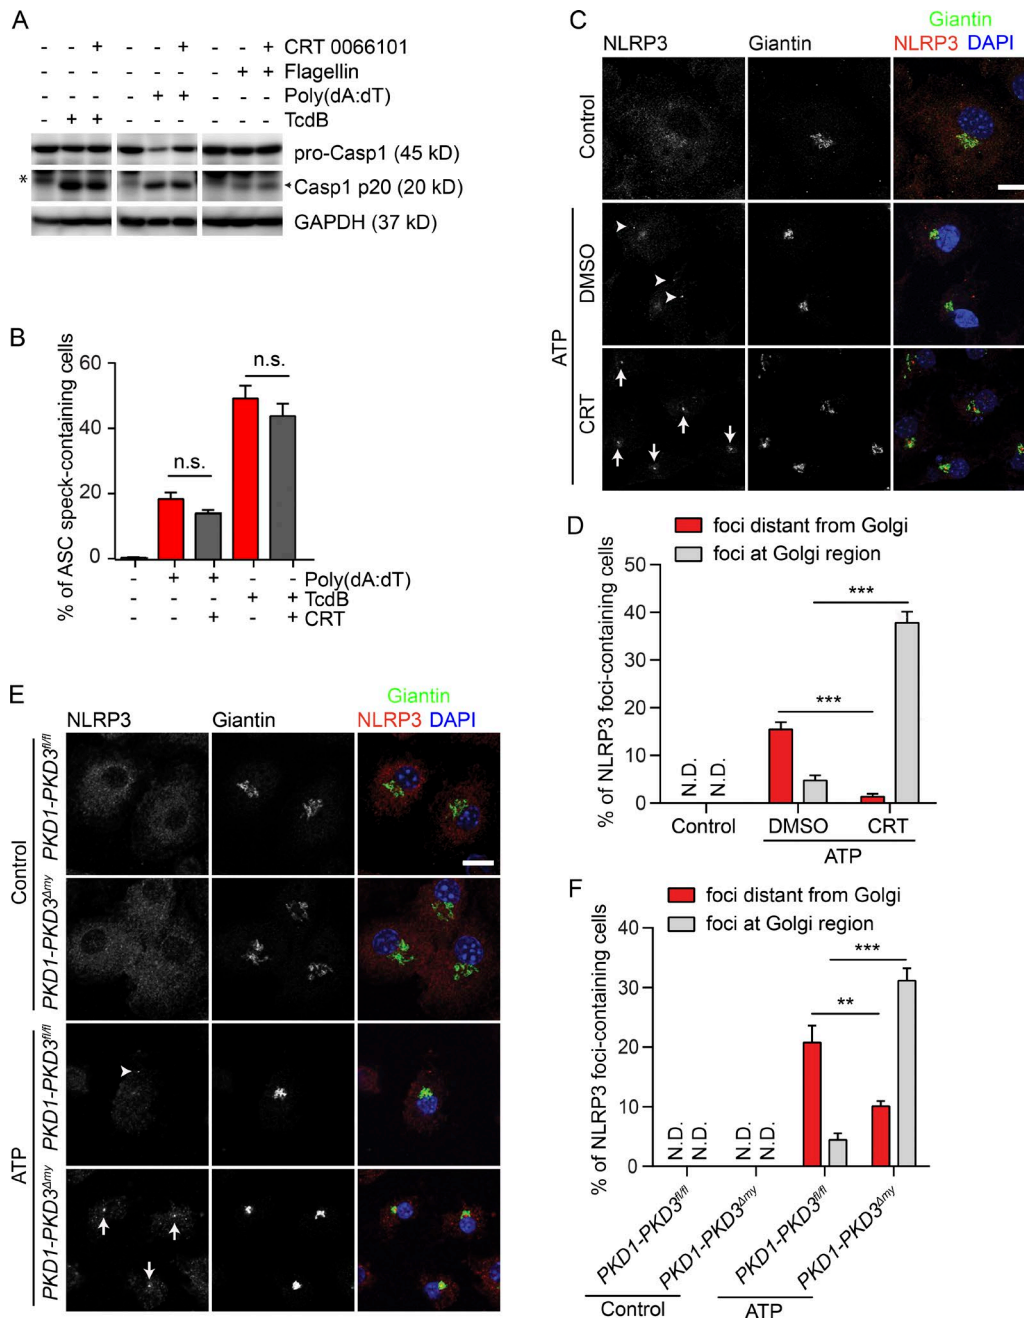 A
- - + - - + - - + CRT 0066101
- - - - - - - + + Flagellin
- - - - + + - - - Poly(dA:dT)
- + + - - - - - - TcdB
pro-Casp1 (45 kD)
* Casp1 p20 (20 kD)
GAPDH (37 kD)
B
% of ASC speck-containing cells
60
40
20
0
n.s.
n.s.
- + + - - Poly(dA:dT)
- - - + + TcdB
- - + - + CRT
C
Giantin
NLRP3 Giantin NLRP3 DAPI
Control
ATP
DMSO
CRT
D
foci distant from Golgi
foci at Golgi region
% of NLRP3 foci-containing cells
50
40
30
20
10
0
***
***
N.D. N.D.
Control DMSO CRT
ATP
E
Giantin
NLRP3 Giantin NLRP3 DAPI
Control
PKD1-PKD3fl/fl
PKD1-PKD3Δmy
ATP
PKD1-PKD3fl/fl
PKD1-PKD3Δmy
F
foci distant from Golgi
foci at Golgi region
% of NLRP3 foci-containing cells
40
30
20
10
0
***
**
N.D. N.D. N.D. N.D.
PKD1-PKD3fl/fl PKD1-PKD3Δmy PKD1-PKD3fl/fl PKD1-PKD3Δmy
Control ATP